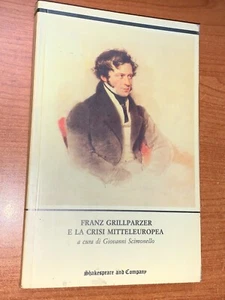 FRANZ GRILLPARZER
E LA CRISI MITTELEUROPEA
a cura di Giovanni Scimonello
Shakespeare and Company